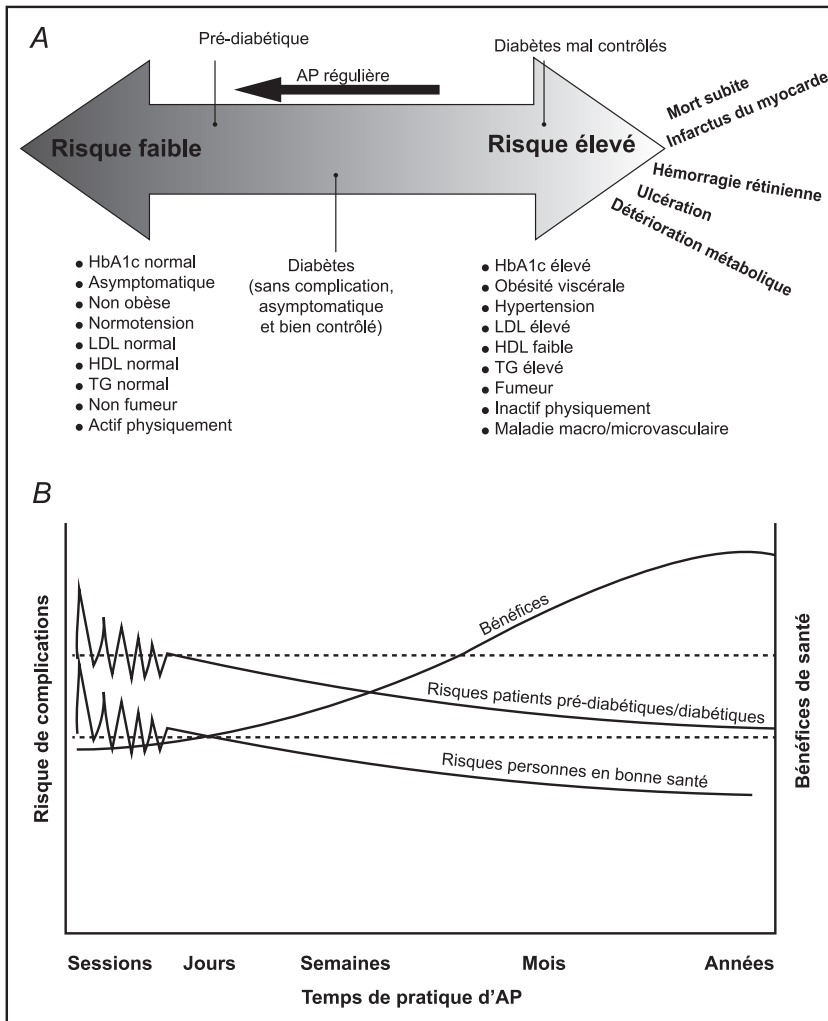 A
Pré-diabétique
Diabètes mal contrôlés
AP régulière
Mort subite
Infarctus du myocarde
Risque faible
Risque élevé
Hémorragie rétinienne
Ulcération
Détérioration métabolique
● HbA1c normal
● Asymptomatique
● Non obèse
● Normotension
● LDL normal
● HDL normal
● TG normal
● Non fumeur
● Actif physiquement
Diabètes
(sans complication,
asymptomatique
et bien contrôlé)
● HbA1c élevé
● Obésité viscérale
● Hypertension
● LDL élevé
● HDL faible
● TG élevé
● Fumeur
● Inactif physiquement
● Maladie macro/microvasculaire
B
Risque de complications
Bénéfices
Risques patients pré-diabétiques/diabétiques
Risques personnes en bonne santé
Bénéfices de santé
Sessions Jours Semaines Mois Années
Temps de pratique d'AP